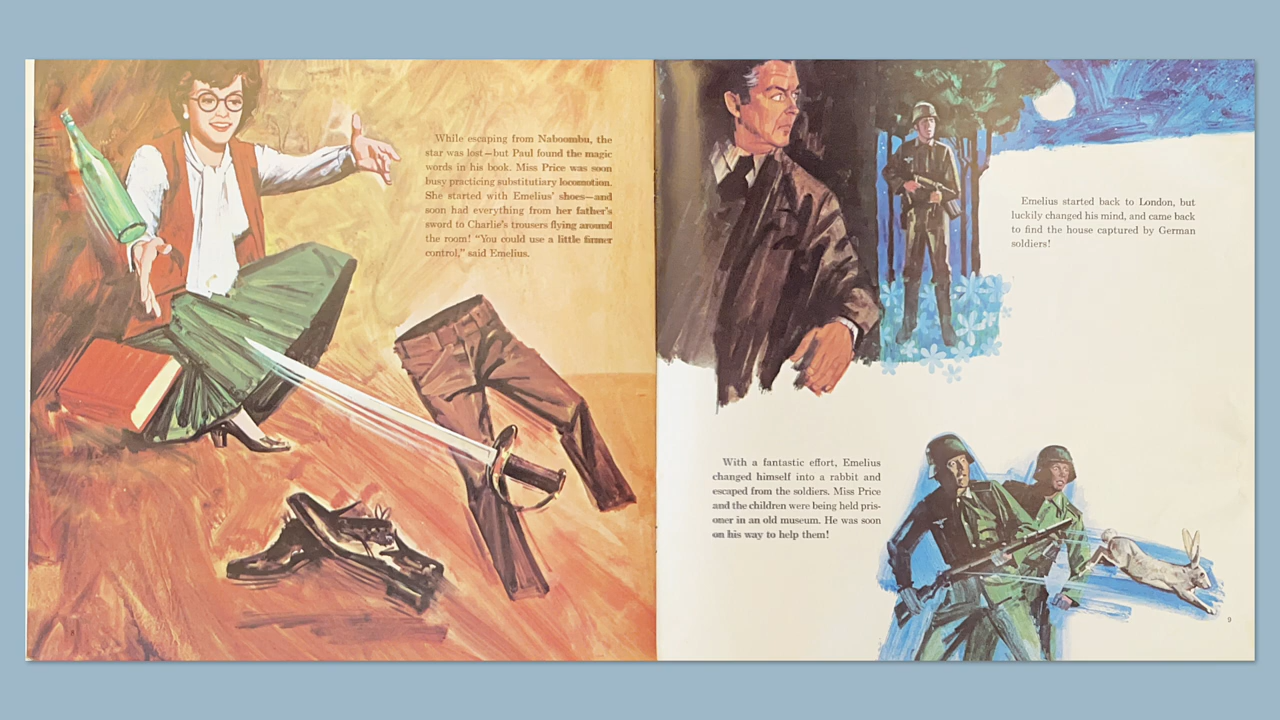 While escaping from Naboombu, the
star was lost—but Paul found the magic
words in his book. Miss Price was soon
busy practicing substitutiary locomotion.
She started with Emelius' shoes—and
soon had everything from her father's
sword to Charlie's trousers flying around
the room! "You could use a little firmer
control," said Emelius.
Emelius started back to London, but
luckily changed his mind, and came back
to find the house captured by German
soldiers!
With a fantastic effort, Emelius
changed himself into a rabbit and
escaped from the soldiers. Miss Price
and the children were being held pris-
oner in an old museum. He was soon
on his way to help them!
9